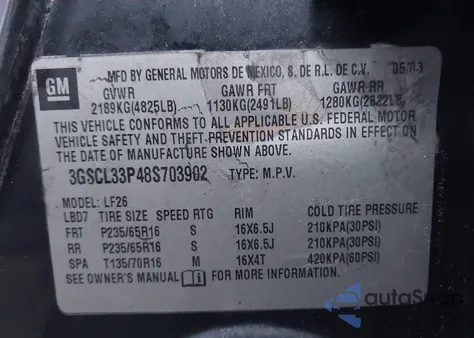 GM
MFD BY GENERAL MOTORS DE MEXICO, S. DE R.L. DE C.V.
GVWR GAWR FRT GAWR RR
2189KG(4825LB) 1130KG(2491LB) 1280KG(2822LB
THIS VEHICLE CONFORMS TO ALL APPLICABLE U.S. FEDERAL MOTOR
VEHICLE SAFETY AND THEFT PREVENTION STANDARDS IN EFFECT ON THE
DATE OF MANUFACTURE SHOWN ABOVE.
3GSCL33P48S703902 TYPE: M.P.V.
MODEL: LF26
LBD7 TIRE SIZE SPEED RTG RIM COLD TIRE PRESSURE
FRT P235/65R16 S 16X6.5J 210KPA(30PSI)
RR P235/65R16 S 16X6.5J 210KPA(30PSI)
SPA T135/70R16 M 16X4T 420KPA(60PSI)
SEE OWNER'S MANUAL FOR MORE INFORMATION.
autoSnap